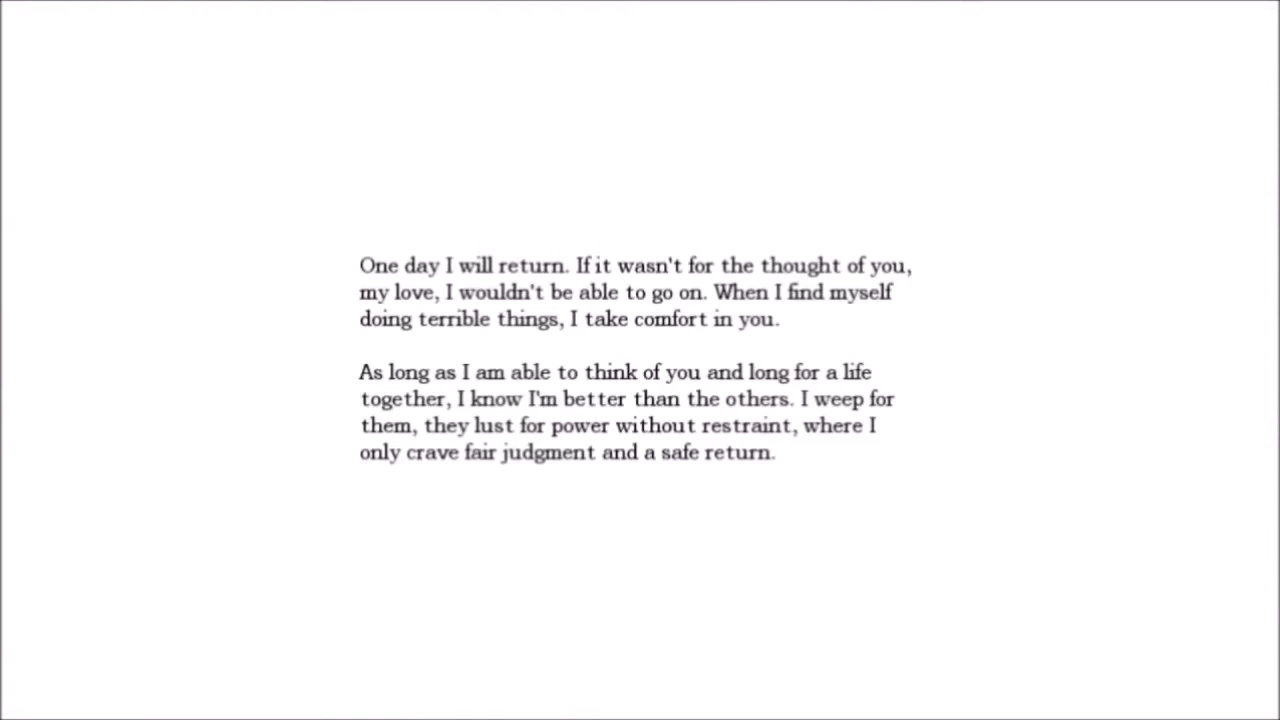 One day I will return. If it wasn't for the thought of you,
my love, I wouldn't be able to go on. When I find myself
doing terrible things, I take comfort in you.
As long as I am able to think of you and long for a life
together, I know I'm better than the others. I weep for
them, they lust for power without restraint, where I
only crave fair judgment and a safe return.